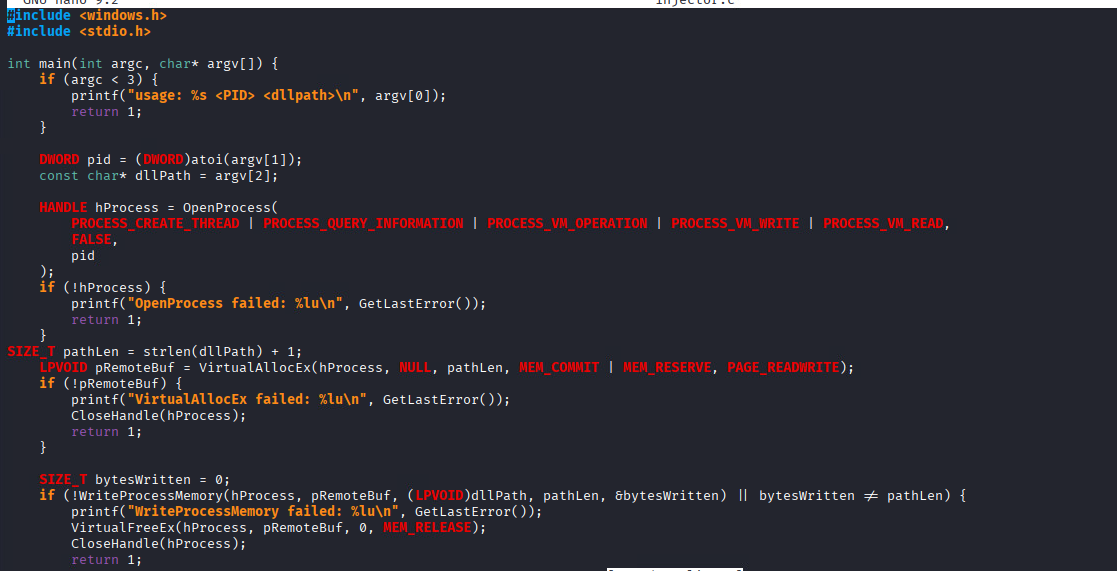 GNU nano 9.2 injector.c
#include <windows.h>
#include <stdio.h>
int main(int argc, char* argv[]) {
    if (argc < 3) {
        printf("usage: %s <PID> <dllpath>\n", argv[0]);
        return 1;
    }
    DWORD pid = (DWORD)atoi(argv[1]);
    const char* dllPath = argv[2];
    HANDLE hProcess = OpenProcess(
        PROCESS_CREATE_THREAD | PROCESS_QUERY_INFORMATION | PROCESS_VM_OPERATION | PROCESS_VM_WRITE | PROCESS_VM_READ,
        FALSE,
        pid
    );
    if (!hProcess) {
        printf("OpenProcess failed: %lu\n", GetLastError());
        return 1;
    }
SIZE_T pathLen = strlen(dllPath) + 1;
    LPVOID pRemoteBuf = VirtualAllocEx(hProcess, NULL, pathLen, MEM_COMMIT | MEM_RESERVE, PAGE_READWRITE);
    if (!pRemoteBuf) {
        printf("VirtualAllocEx failed: %lu\n", GetLastError());
        CloseHandle(hProcess);
        return 1;
    }
    SIZE_T bytesWritten = 0;
    if (!WriteProcessMemory(hProcess, pRemoteBuf, (LPVOID)dllPath, pathLen, &bytesWritten) || bytesWritten != pathLen) {
        printf("WriteProcessMemory failed: %lu\n", GetLastError());
        VirtualFreeEx(hProcess, pRemoteBuf, 0, MEM_RELEASE);
        CloseHandle(hProcess);
        return 1;